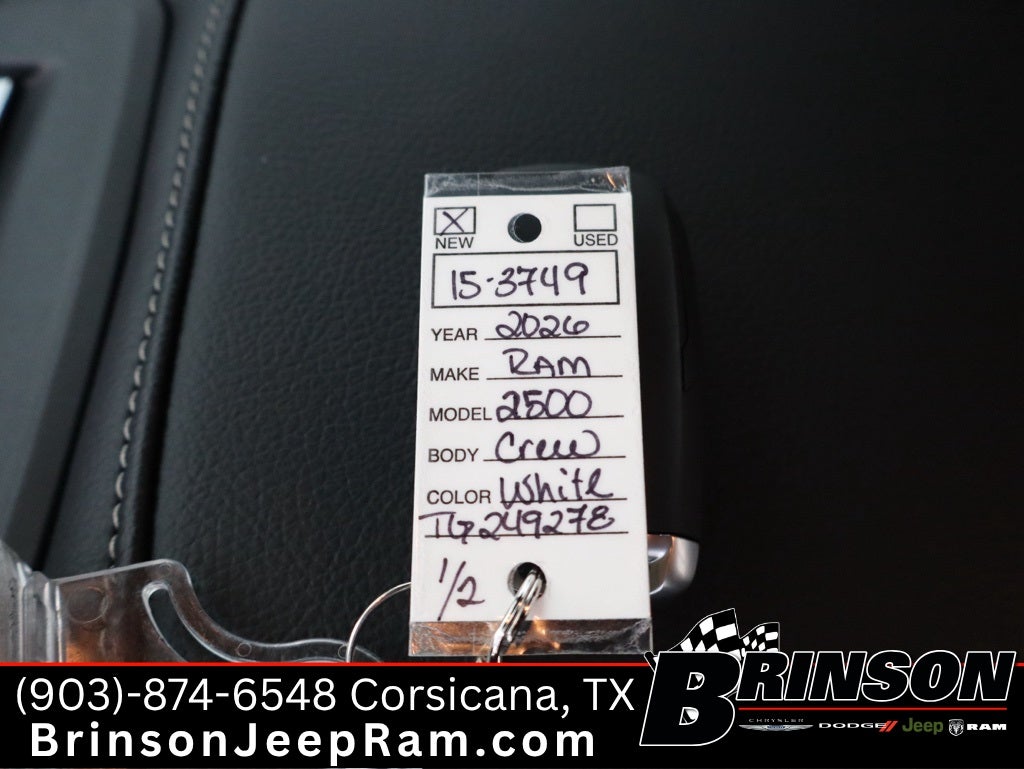 X
NEW USED
15-3749
YEAR 2026
MAKE RAM
MODEL 2500
BODY Crew
COLOR White
TG249278
1/2
(903)-874-6548 Corsicana, TX
BrinsonJeepRam.com
BRINSON
CHRYSLER DODGE// Jeep RAM